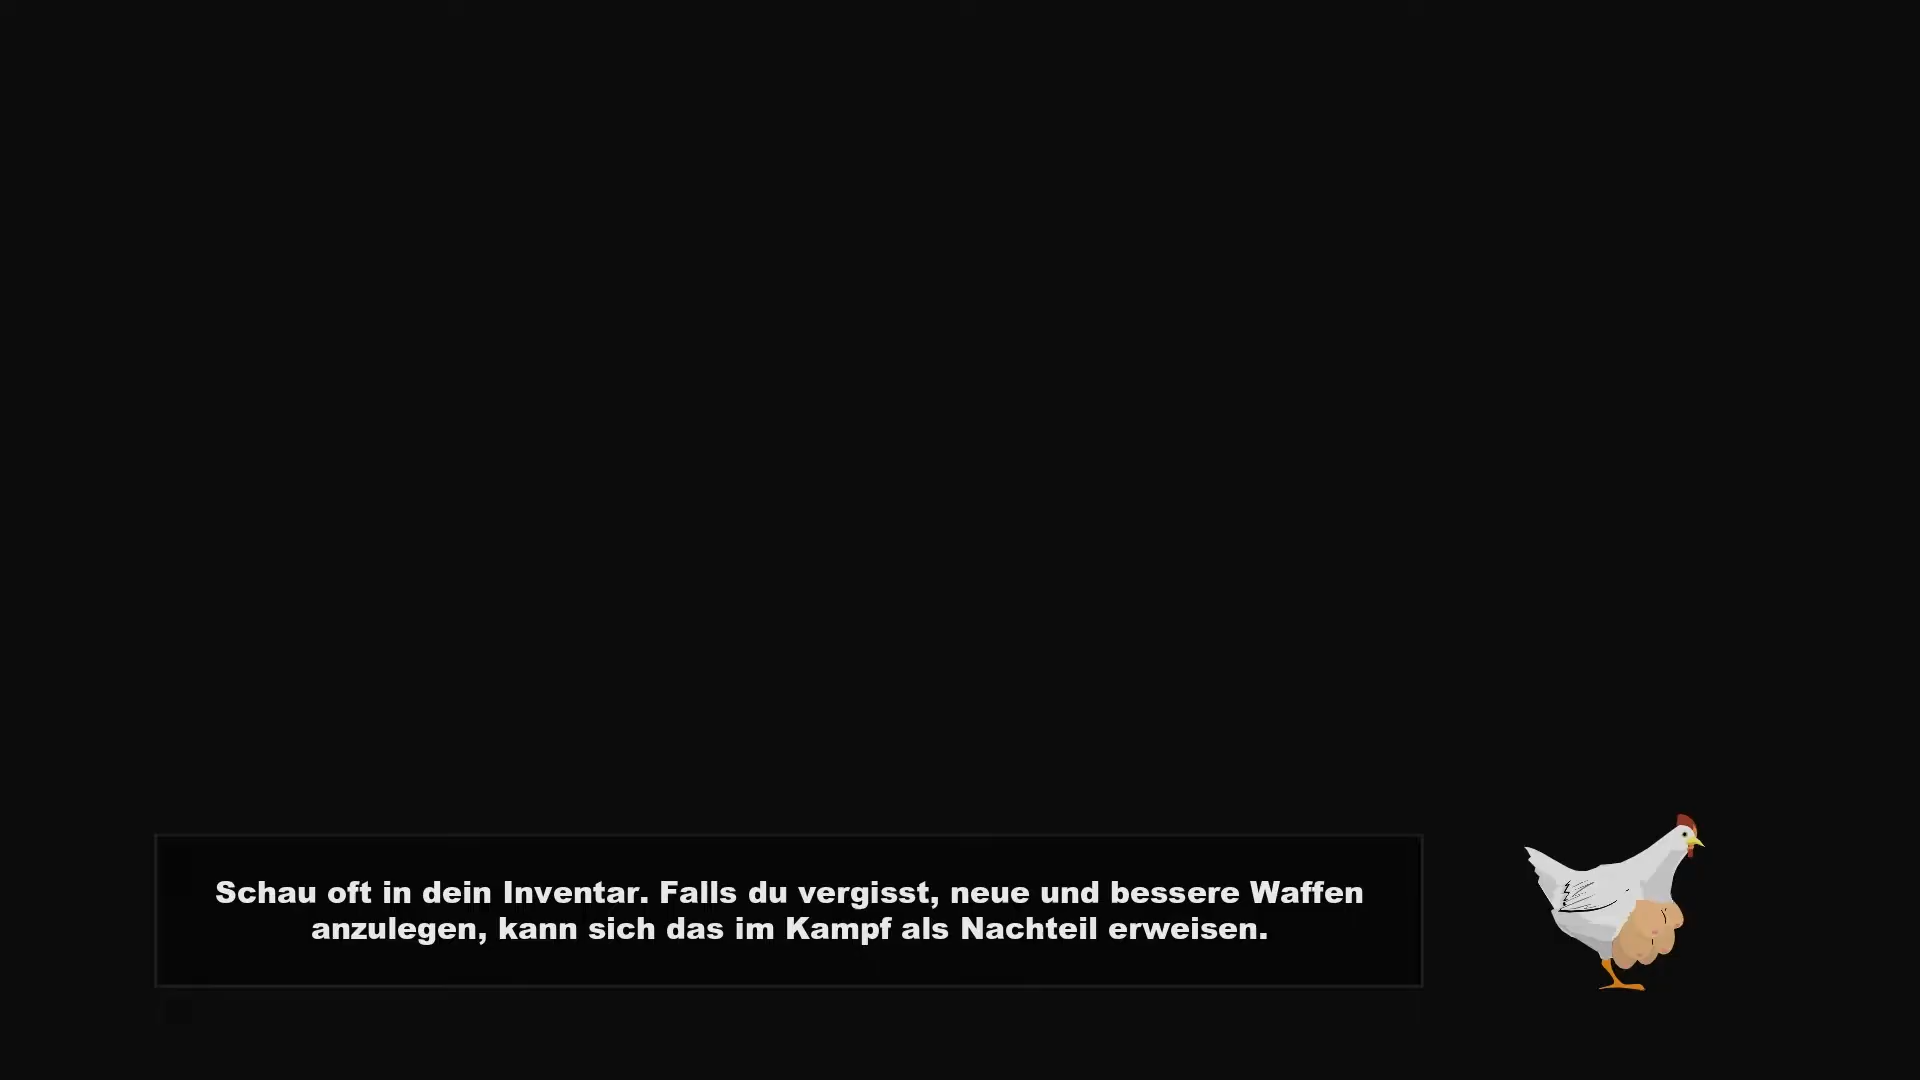 Schau oft in dein Inventar. Falls du vergisst, neue und bessere Waffen
anzulegen, kann sich das im Kampf als Nachteil erweisen.